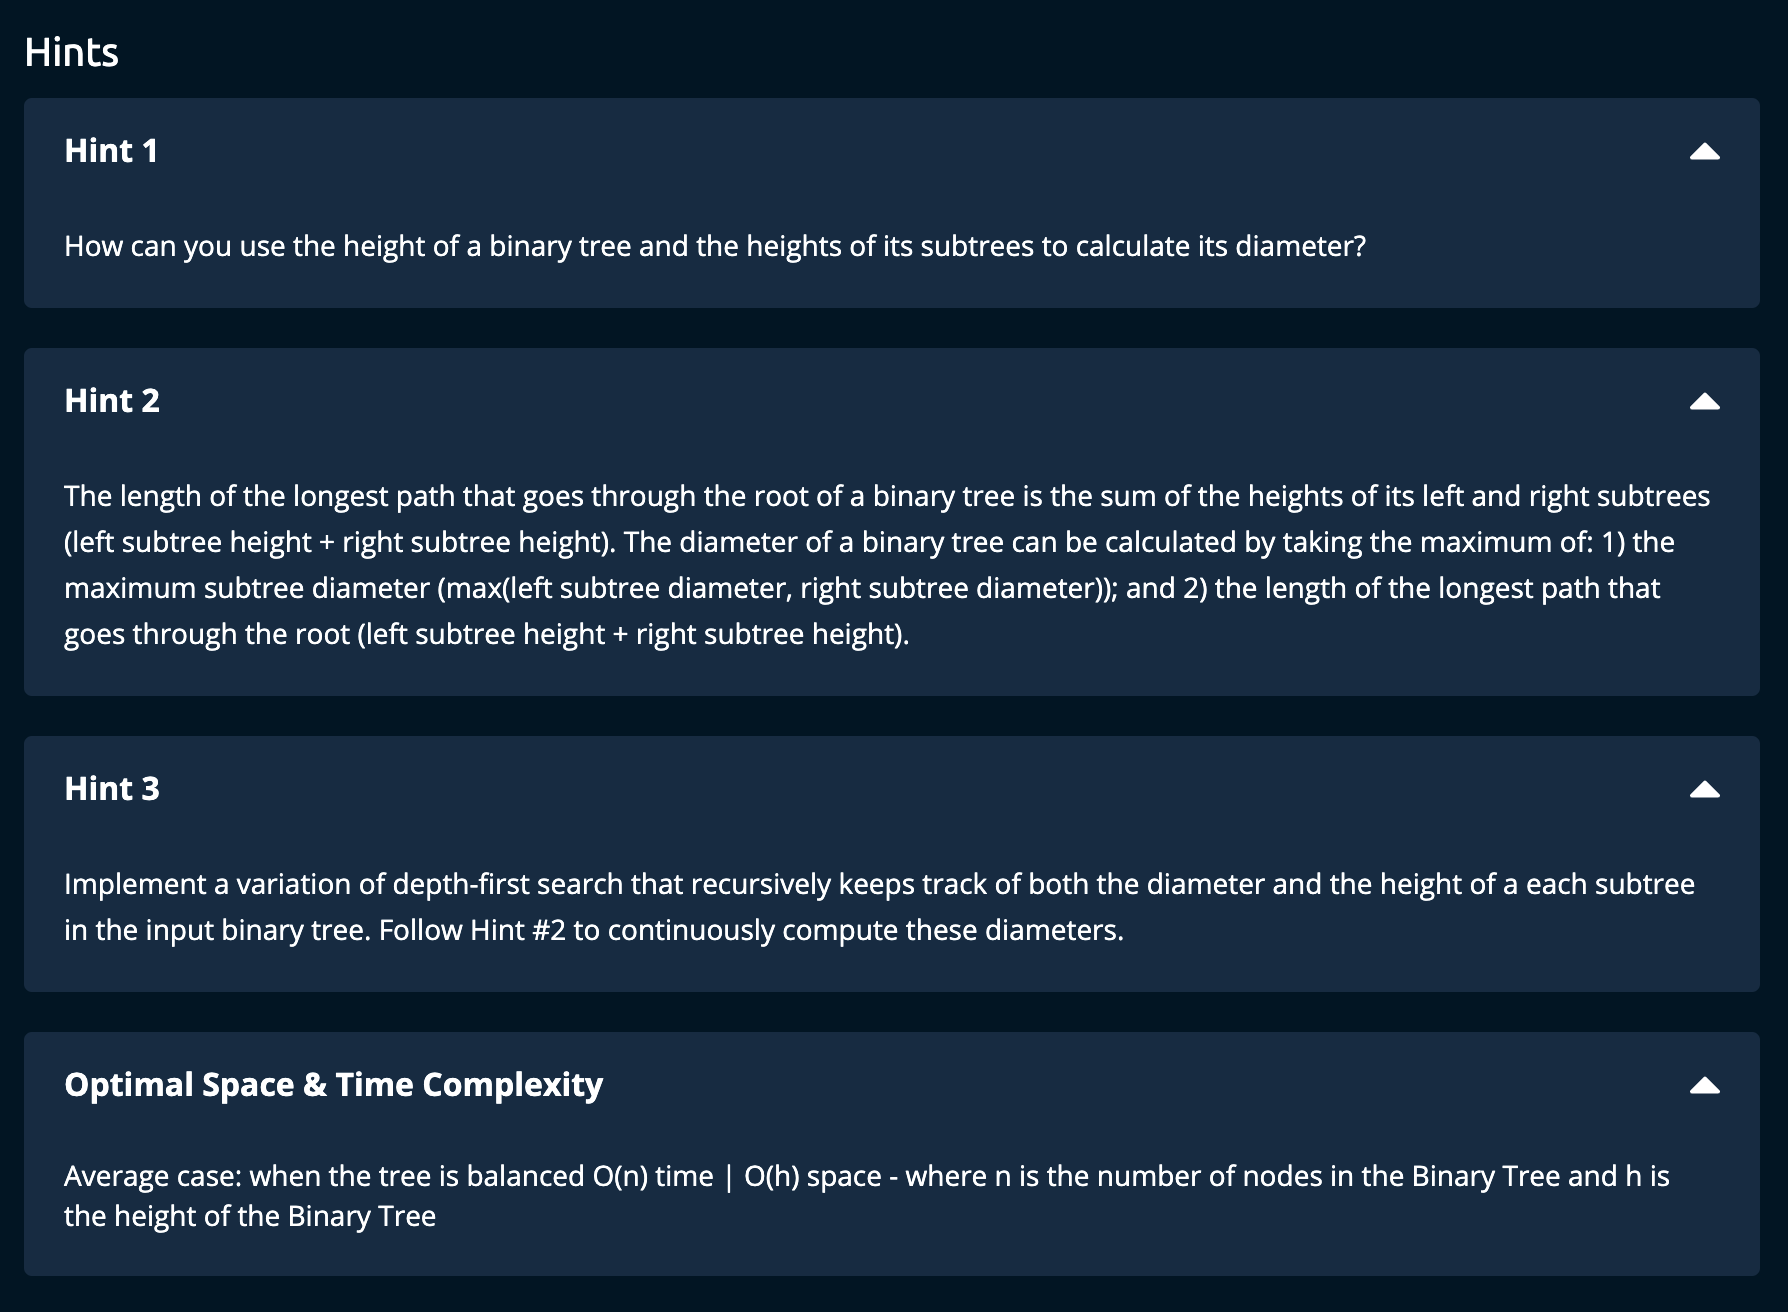 Hints
Hint 1
How can you use the height of a binary tree and the heights of its subtrees to calculate its diameter?
Hint 2
The length of the longest path that goes through the root of a binary tree is the sum of the heights of its left and right subtrees
(left subtree height + right subtree height). The diameter of a binary tree can be calculated by taking the maximum of: 1) the
maximum subtree diameter (max(left subtree diameter, right subtree diameter)); and 2) the length of the longest path that
goes through the root (left subtree height + right subtree height).
Hint 3
Implement a variation of depth-first search that recursively keeps track of both the diameter and the height of a each subtree
in the input binary tree. Follow Hint #2 to continuously compute these diameters.
Optimal Space & Time Complexity
Average case: when the tree is balanced O(n) time | O(h) space - where n is the number of nodes in the Binary Tree and h is
the height of the Binary Tree